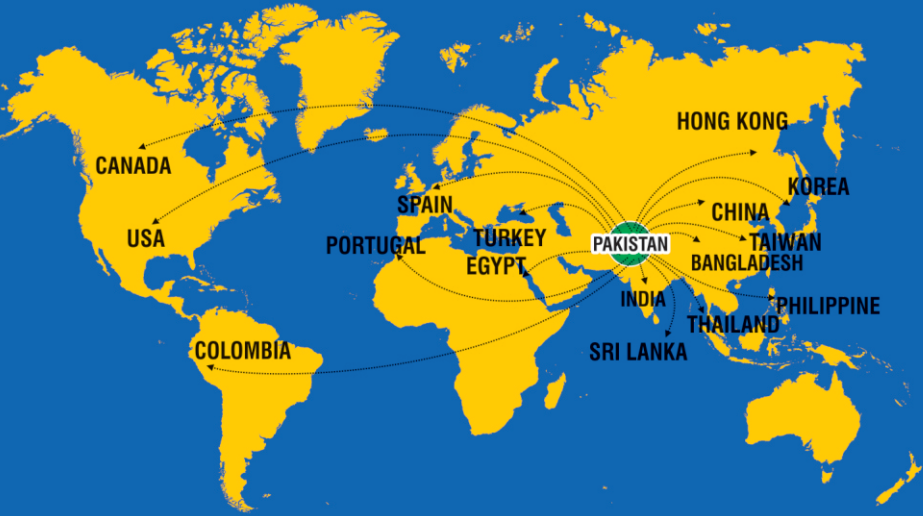 HONG KONG
CANADA
KOREA
SPAIN
CHINA
USA
PORTUGAL
TURKEY
PAKISTAN
TAIWAN
EGYPT
BANGLADESH
INDIA
PHILIPPINE
THAILAND
COLOMBIA
SRI LANKA